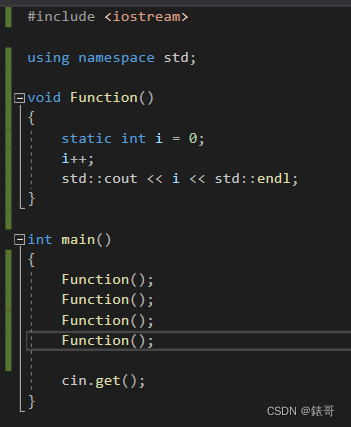 #include <iostream>
using namespace std;
void Function()
{
static int i = 0;
i++;
std::cout << i << std::endl;
}
int main()
{
Function();
Function();
Function();
Function();
cin.get();
}
CSDN @錶哥